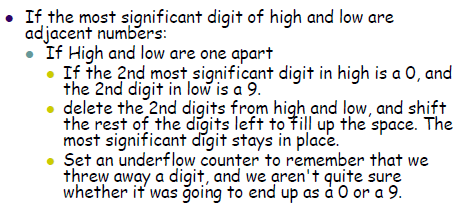 • If the most significant digit of high and low are
adjacent numbers:
• If High and low are one apart
• If the 2nd most significant digit in high is a 0, and
the 2nd digit in low is a 9.
• delete the 2nd digits from high and low, and shift
the rest of the digits left to fill up the space. The
most significant digit stays in place.
• Set an underflow counter to remember that we
threw away a digit, and we aren't quite sure
whether it was going to end up as a 0 or a 9.